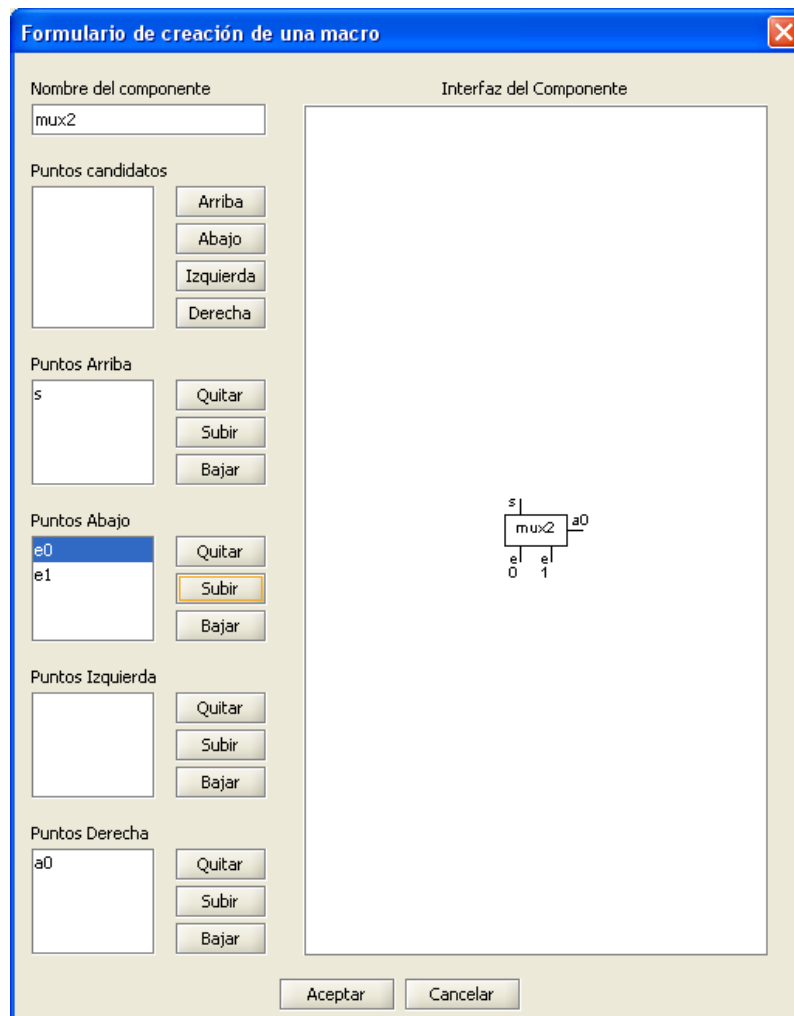 Formulario de creación de una macro
Nombre del componente
mux2
Interfaz del Componente
Puntos candidatos
Arriba
Abajo
Izquierda
Derecha
Puntos Arriba
s
Quitar
Subir
Bajar
Puntos Abajo
e0
e1
Quitar
Subir
Bajar
Puntos Izquierda
Quitar
Subir
Bajar
Puntos Derecha
a0
Quitar
Subir
Bajar
s
mux2
a0
e e
0 1
Aceptar
Cancelar